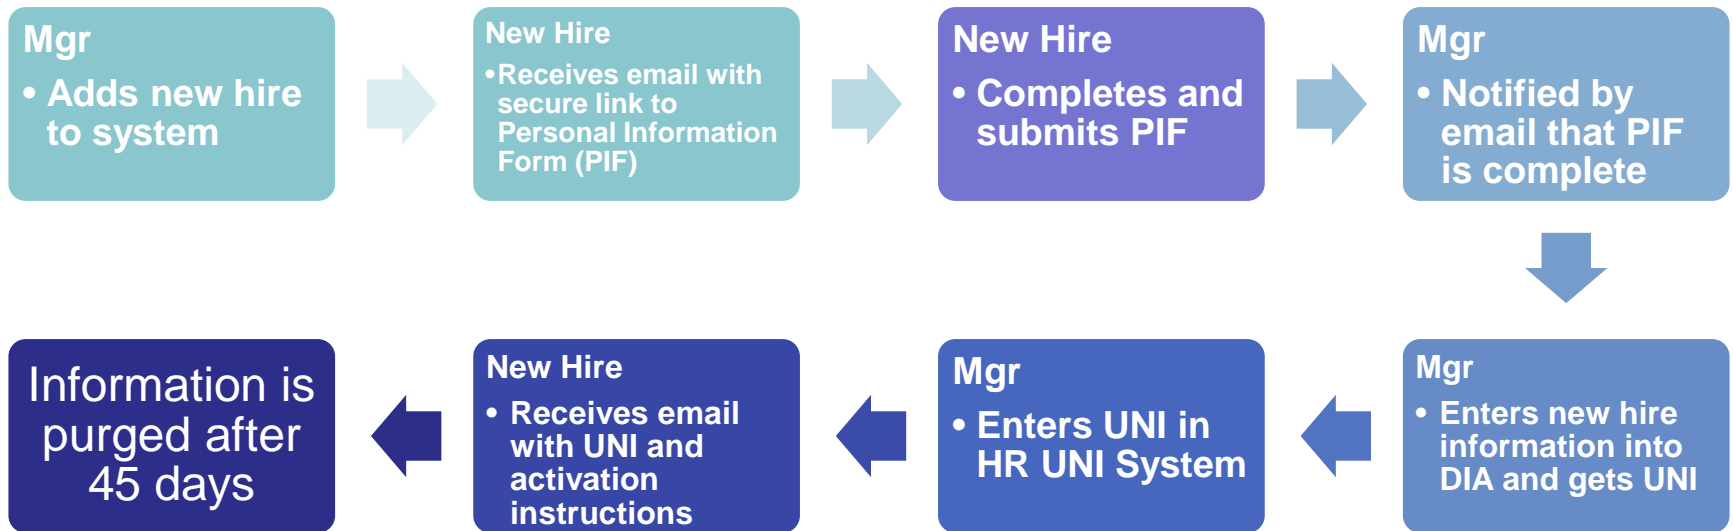 Mgr
• Adds new hire
to system
New Hire
• Receives email with
secure link to
Personal Information
Form (PIF)
New Hire
• Completes and
submits PIF
Mgr
• Notified by
email that PIF
is complete
Mgr
• Enters new hire
information into
DIA and gets UNI
Mgr
• Enters UNI in
HR UNI System
New Hire
• Receives email
with UNI and
activation
instructions
Information is
purged after
45 days